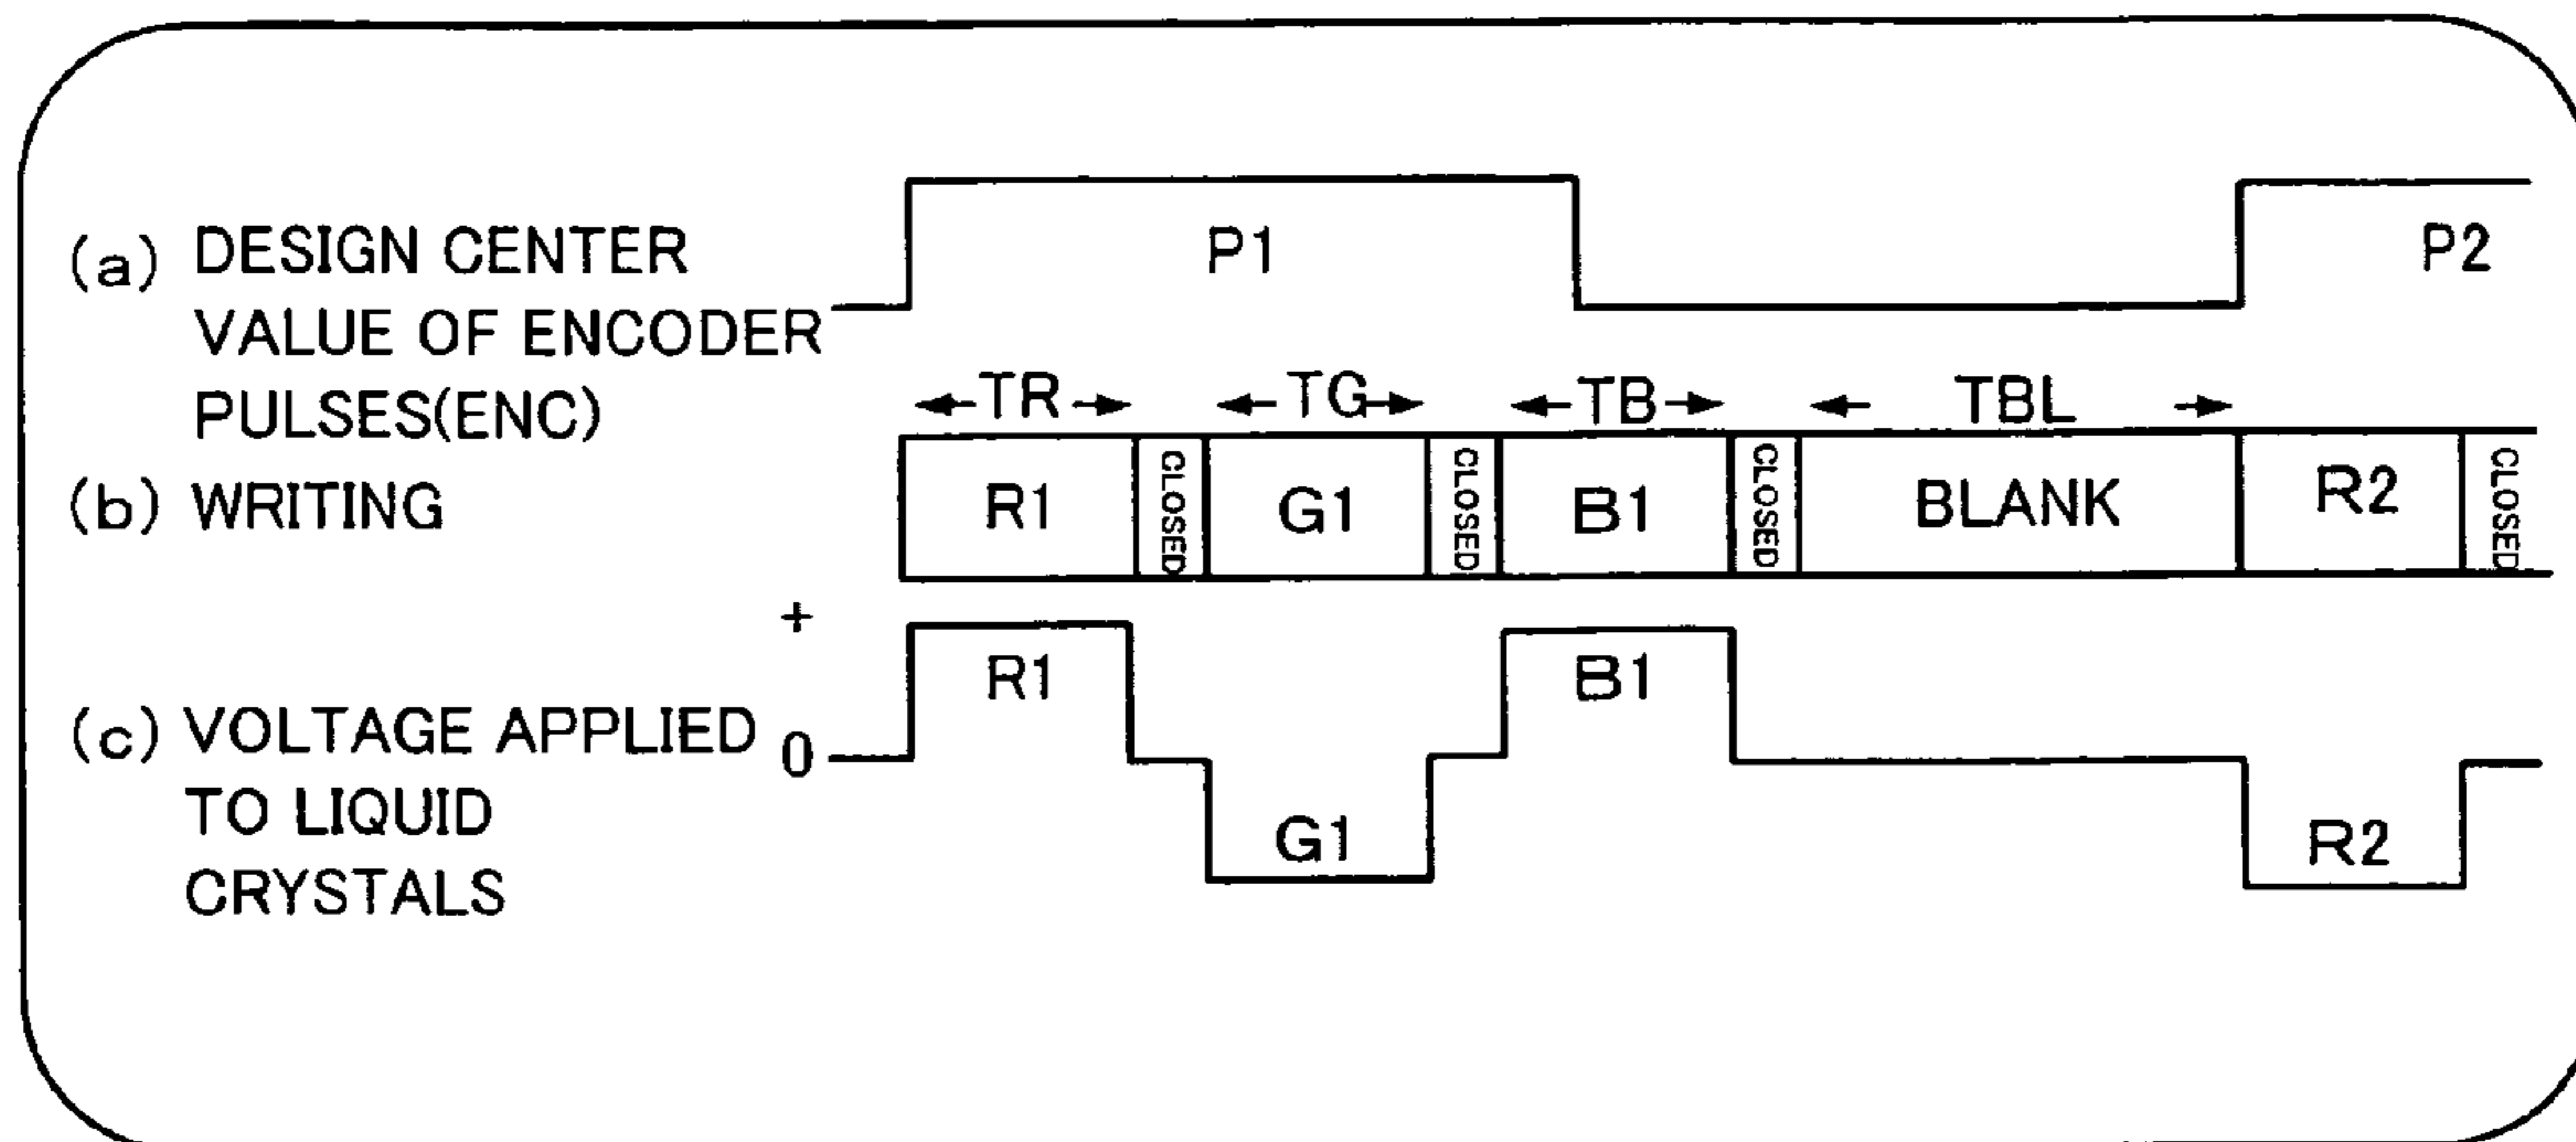 (a) DESIGN CENTER
VALUE OF ENCODER
PULSES(ENC)
P1
P2
TR
TG
TB
TBL
(b) WRITING
R1
CLOSED
G1
CLOSED
B1
CLOSED
BLANK
R2
CLOSED
+
0
(c) VOLTAGE APPLIED
TO LIQUID
CRYSTALS
R1
G1
B1
R2